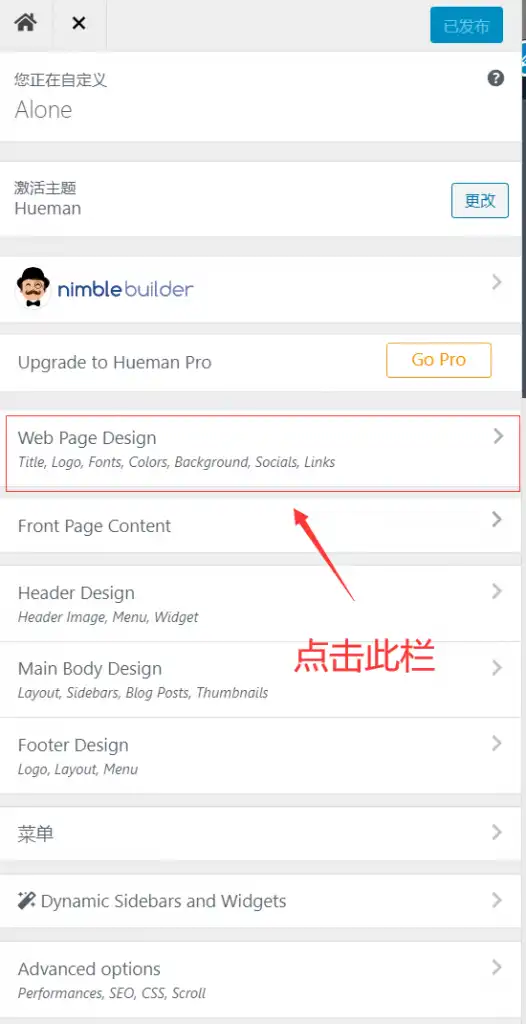 已发布
您正在自定义
Alone
激活主题
Hueman
更改
nimble builder
Upgrade to Hueman Pro
Go Pro
Web Page Design
Title, Logo, Fonts, Colors, Background, Socials, Links
Front Page Content
Header Design
Header Image, Menu, Widget
点击此栏
Main Body Design
Layout, Sidebars, Blog Posts, Thumbnails
Footer Design
Logo, Layout, Menu
菜单
Dynamic Sidebars and Widgets
Advanced options
Performances, SEO, CSS, Scroll